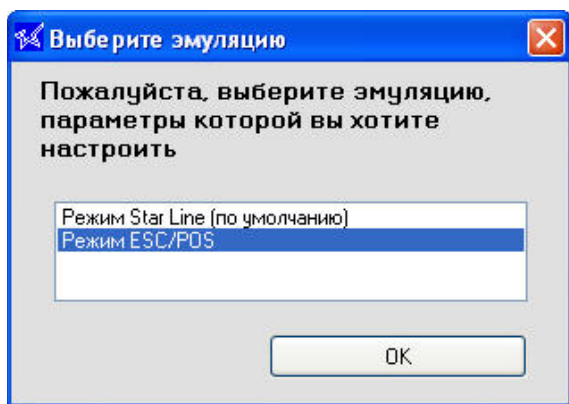 Выберите эмуляцию
Пожалуйста, выберите эмуляцию,
параметры которой вы хотите
настроить
Режим Star Line (по умолчанию)
Режим ESC/POS
OK